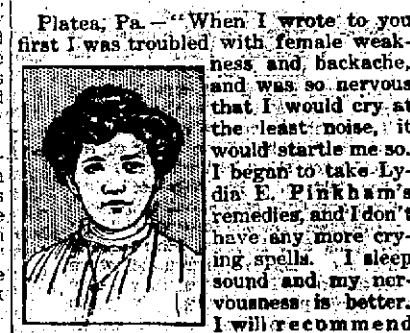 Platea, Pa. — "When I wrote to you
first I was troubled with female weak-
ness and backache,
and was so nervous
that I would cry at
the least noise, it
would startle me so.
I began to take Ly-
dia E. Pinkham's
remedies, and I don't
have any more cry-
ing spells. I sleep
sound and my ner-
vousness is better.
I will recommend